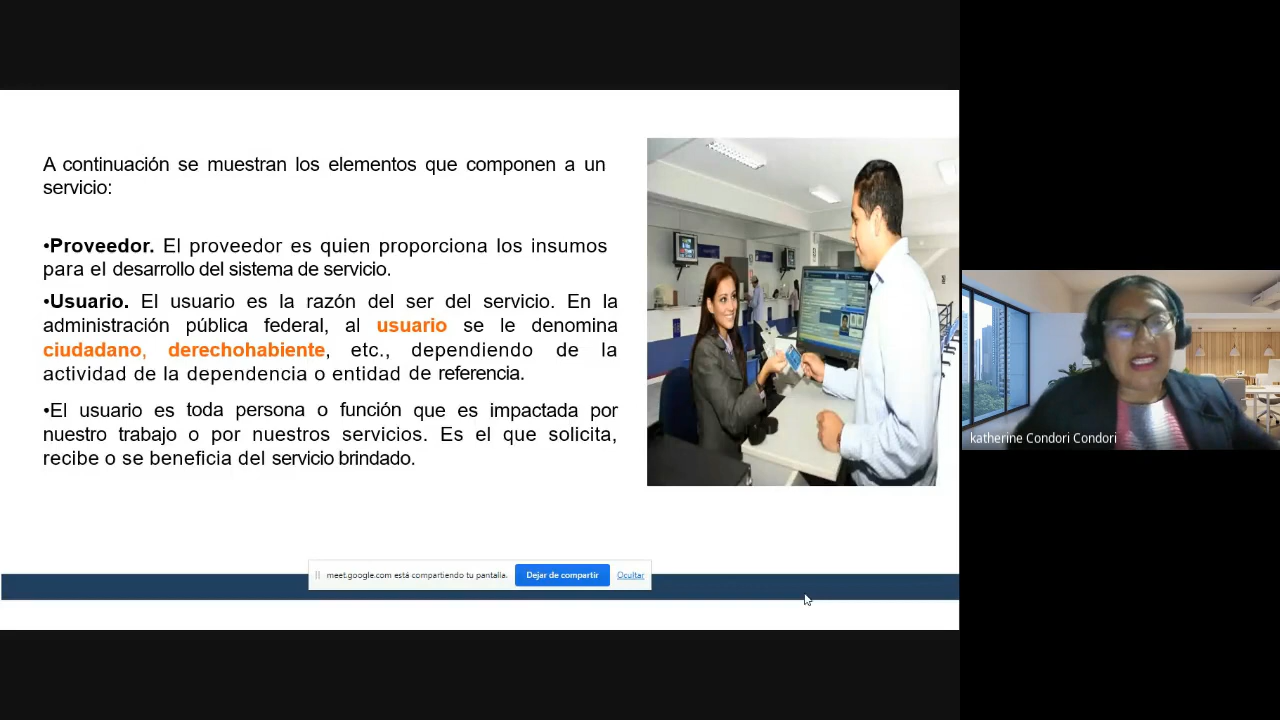 A continuación se muestran los elementos que componen a un
servicio:
•Proveedor. El proveedor es quien proporciona los insumos
para el desarrollo del sistema de servicio.
•Usuario. El usuario es la razón del ser del servicio. En la
administración pública federal, al usuario se le denomina
ciudadano, derechohabiente, etc., dependiendo de la
actividad de la dependencia o entidad de referencia.
•El usuario es toda persona o función que es impactada por
nuestro trabajo o por nuestros servicios. Es el que solicita,
recibe o se beneficia del servicio brindado.
meet.google.com está compartiendo tu pantalla. Dejar de compartir Ocultar
katherine Condori Condori